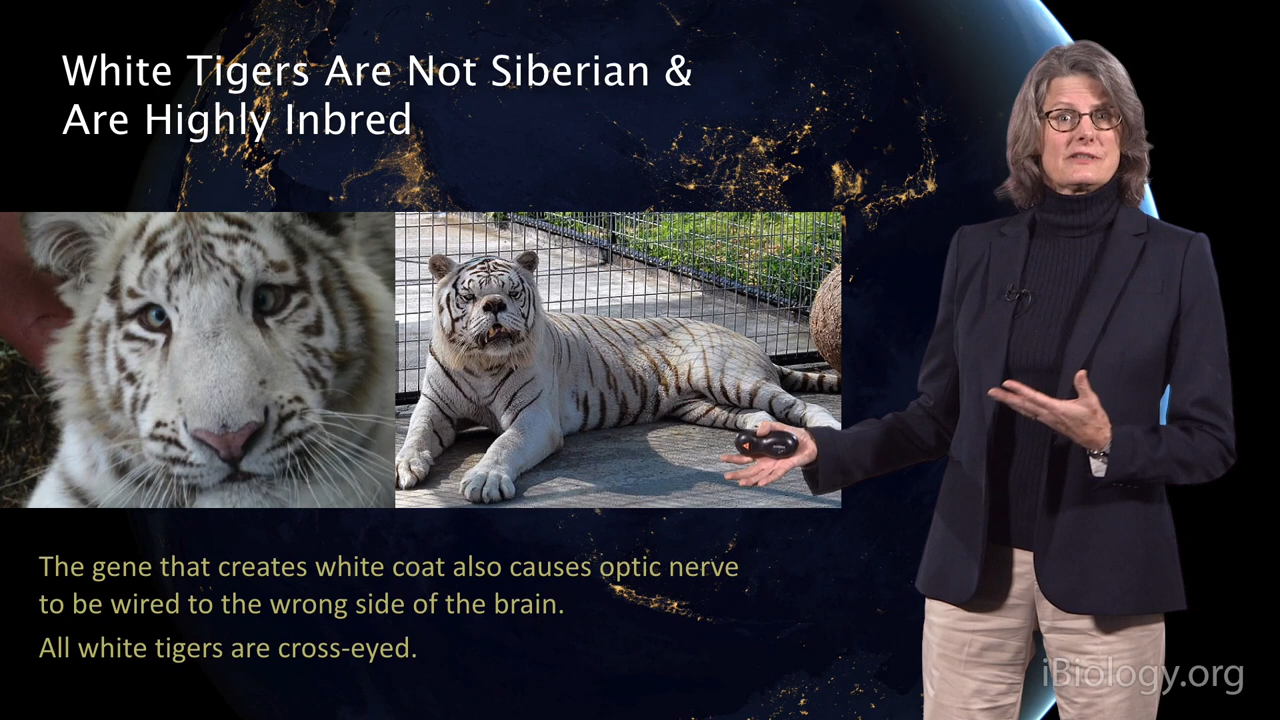 White Tigers Are Not Siberian &
Are Highly Inbred
The gene that creates white coat also causes optic nerve
to be wired to the wrong side of the brain.
All white tigers are cross-eyed.
iBiology.org